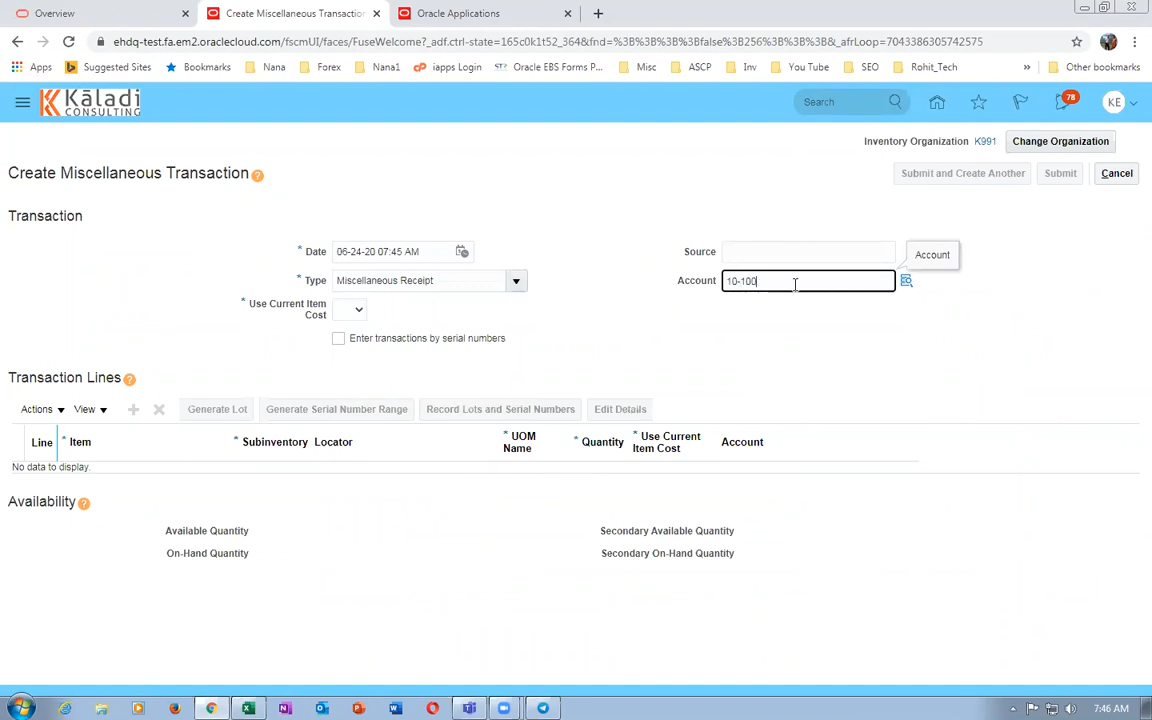 Overview
Create Miscellaneous Transaction
Oracle Applications
ehdq-test.fa.em2.oraclecloud.com/fscmUI/faces/FuseWelcome?_adf.ctrl-state=165c0k1t52_364&fnd=%3B%3B%3B%3Bfalse%3B256%3B%3B%3B&_afrLoop=7043386305742575
Apps
Suggested Sites
Bookmarks
Nana
Forex
Nana1
iapps Login
Oracle EBS Forms P...
Misc
ASCP
Inv
You Tube
SEO
Rohit_Tech
»
Other bookmarks
Kaladi
CONSULTING
Search
78
KE
Inventory Organization K991 Change Organization
Create Miscellaneous Transaction ?
Submit and Create Another Submit Cancel
Transaction
* Date 06-24-20 07:45 AM
Source
Account
* Type Miscellaneous Receipt
Account 10-100
* Use Current Item
Cost
Enter transactions by serial numbers
Transaction Lines ?
Actions View Generate Lot Generate Serial Number Range Record Lots and Serial Numbers Edit Details
Line * Item * Subinventory Locator * UOM
Name * Quantity * Use Current
Item Cost Account
No data to display.
Availability ?
Available Quantity
Secondary Available Quantity
On-Hand Quantity
Secondary On-Hand Quantity
7:46 AM